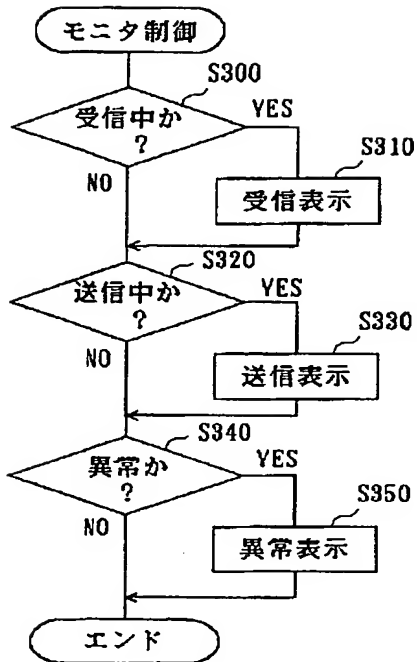 モニタ制御
S300
受信中か
?
YES
NO
S310
受信表示
S320
送信中か
?
YES
NO
S330
送信表示
S340
異常か
?
YES
NO
S350
異常表示
エンド